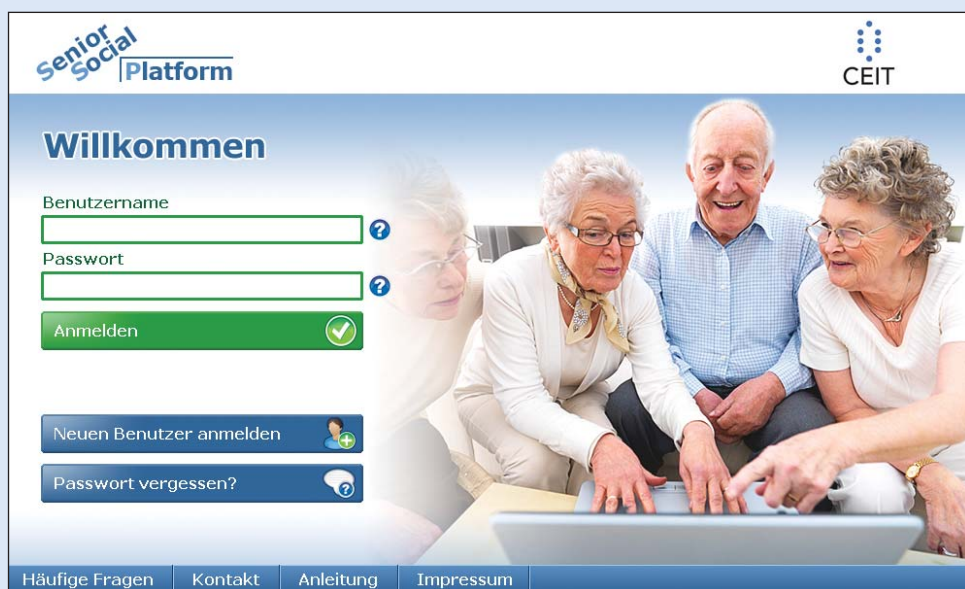 Senior
Social
Platform
CEIT
Willkommen
Benutzername
?
Passwort
?
Anmelden
Neuen Benutzer anmelden
Passwort vergessen?
?
Häufige Fragen
Kontakt
Anleitung
Impressum